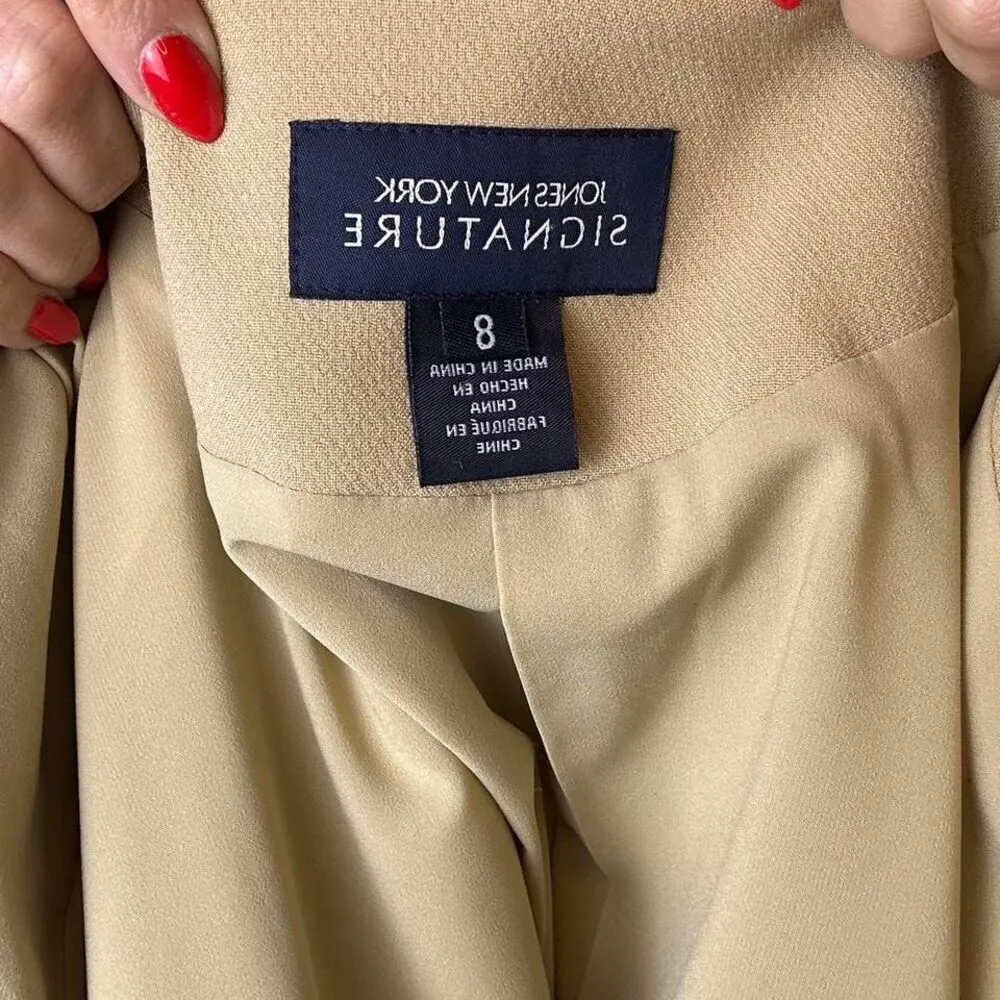 JONES NEW YORK
SIGNATURE
8
MADE IN CHINA
HECHO EN
CHINA
FABRIQUÉ EN
CHINE